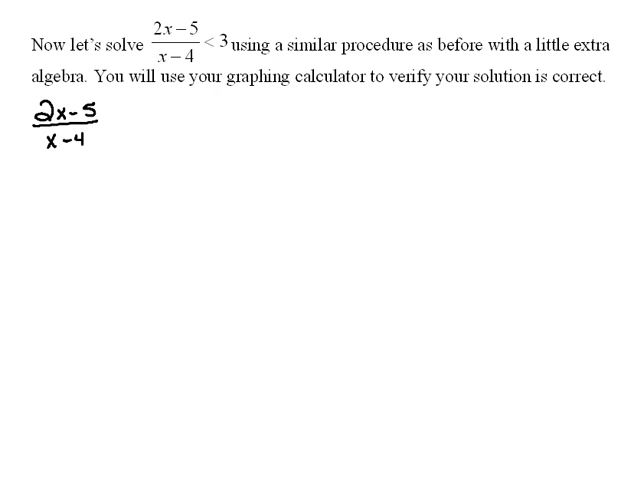 Now let's solve (2x − 5)/(x − 4) < 3 using a similar procedure as before with a little extra
algebra. You will use your graphing calculator to verify your solution is correct.
2x-5
x-4